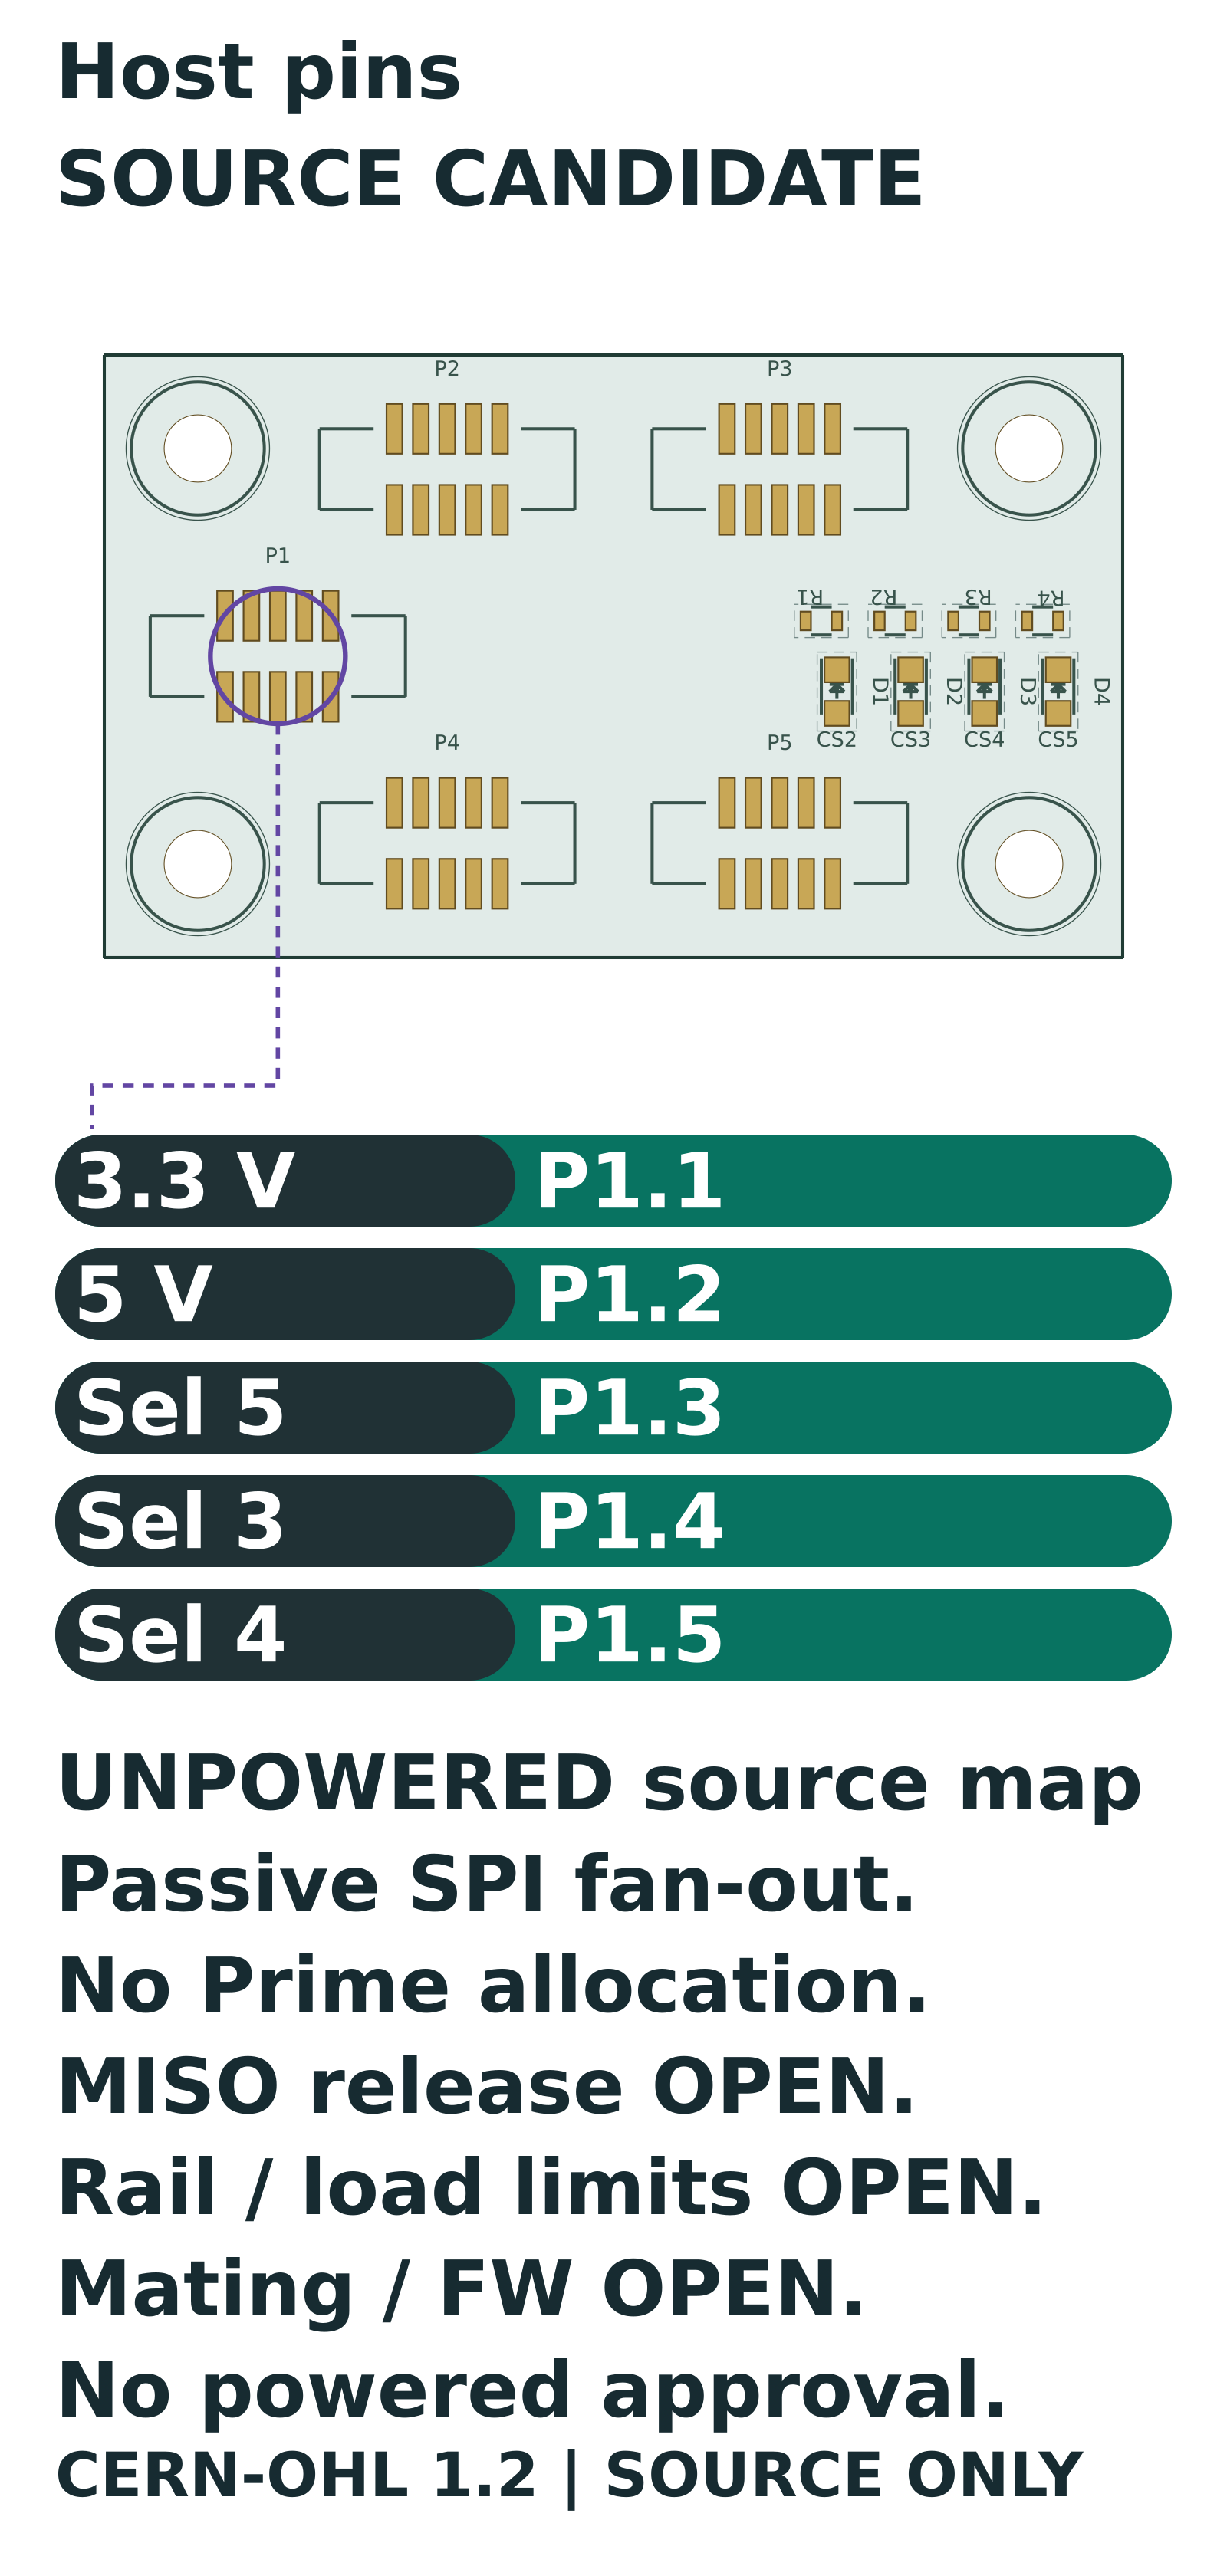 Host pins
SOURCE CANDIDATE
P2 P3
P1
R1 R2 R3 R4
D1 D2 D3 D4
P4 P5 CS2 CS3 CS4 CS5
3.3 V P1.1
5 V P1.2
Sel 5 P1.3
Sel 3 P1.4
Sel 4 P1.5
UNPOWERED source map
Passive SPI fan-out.
No Prime allocation.
MISO release OPEN.
Rail / load limits OPEN.
Mating / FW OPEN.
No powered approval.
CERN-OHL 1.2 | SOURCE ONLY